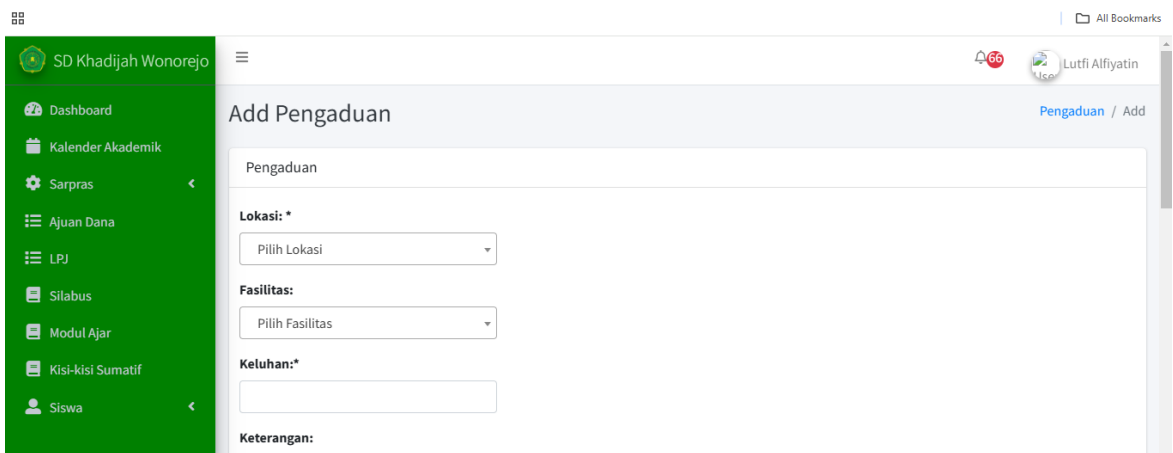 All Bookmarks
SD Khadijah Wonorejo
66
Lutfi Alfiyatin
Dashboard
Kalender Akademik
Sarpras
Ajuan Dana
LPJ
Silabus
Modul Ajar
Kisi-kisi Sumatif
Siswa
Add Pengaduan
Pengaduan / Add
Pengaduan
Lokasi: *
Pilih Lokasi
Fasilitas:
Pilih Fasilitas
Keluhan:*
Keterangan: